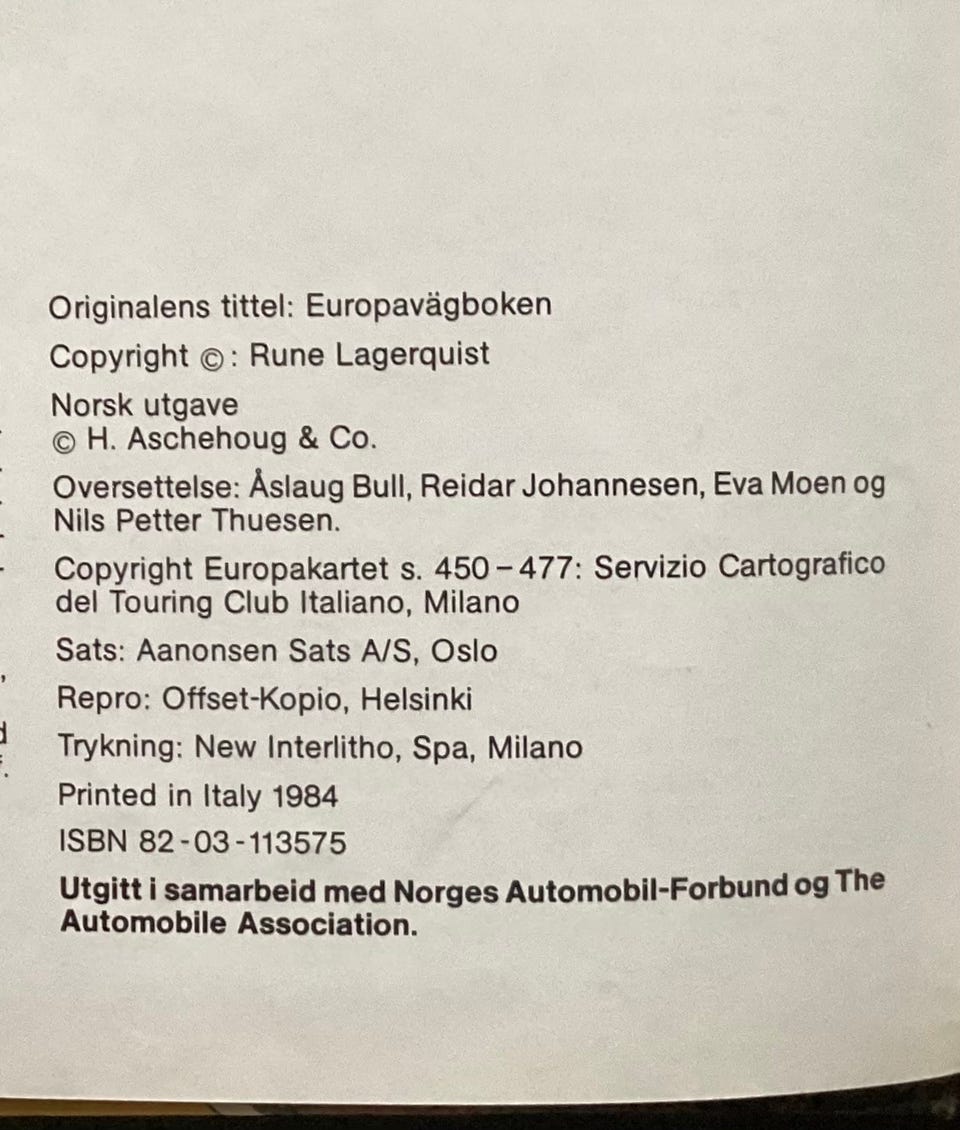 Originalens tittel: Europavägboken
Copyright ©: Rune Lagerquist
Norsk utgave
© H. Aschehoug & Co.
Oversettelse: Åslaug Bull, Reidar Johannesen, Eva Moen og
Nils Petter Thuesen.
Copyright Europakartet s. 450–477: Servizio Cartografico
del Touring Club Italiano, Milano
Sats: Aanonsen Sats A/S, Oslo
Repro: Offset-Kopio, Helsinki
Trykning: New Interlitho, Spa, Milano
Printed in Italy 1984
ISBN 82-03-113575
Utgitt i samarbeid med Norges Automobil-Forbund og The
Automobile Association.